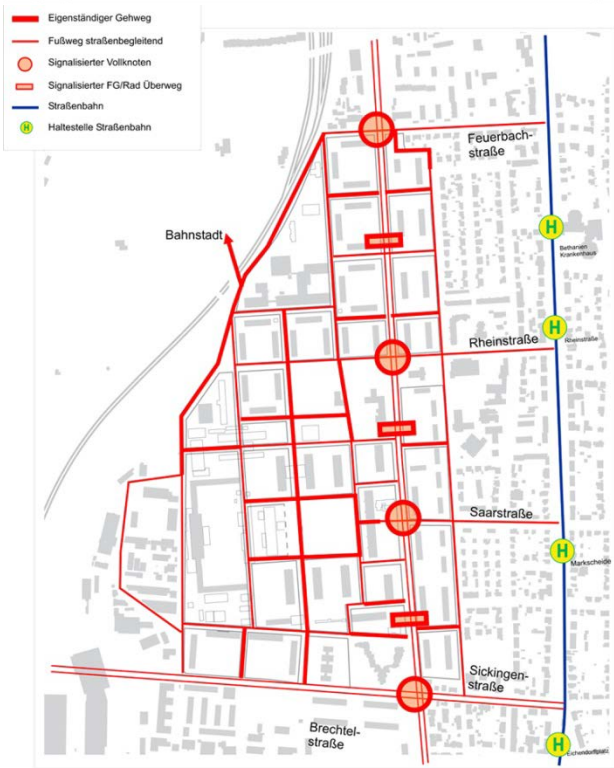 Eigenständiger Gehweg
Fußweg straßenbegleitend
Signalisierter Vollknoten
Signalisierter FG/Rad Überweg
Straßenbahn
H Haltestelle Straßenbahn
Feuerbach-
straße
Bahnstadt
H
Bethanien
Krankenhaus
H
Rheinstraße
Rheinstraße
Saarstraße
H
Markscheide
Sickingen-
straße
Brechtel-
straße
H
Eichendorffplatz